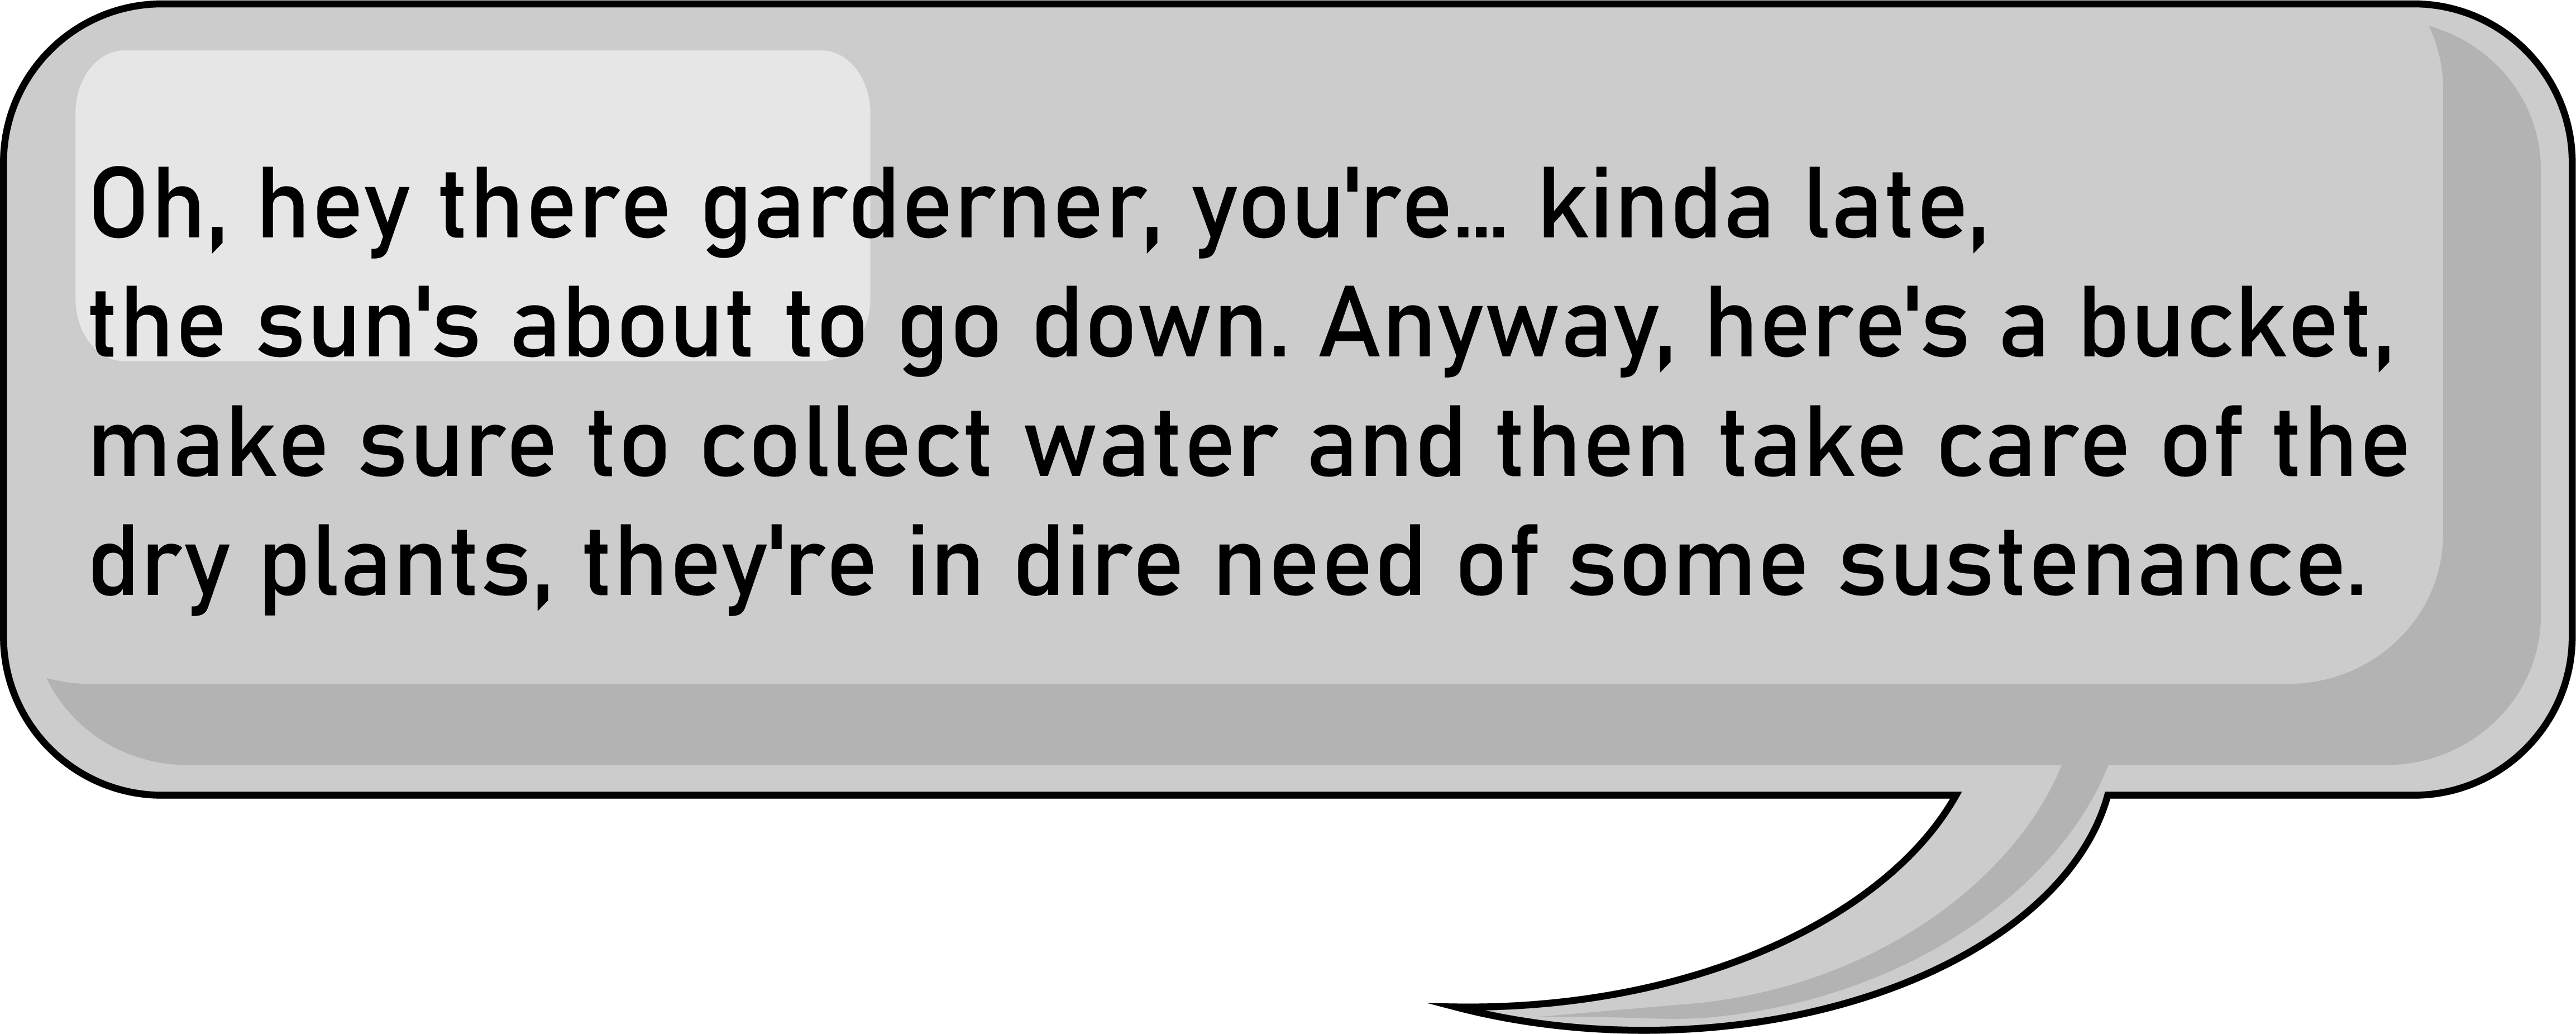 Oh, hey there garderner, you're... kinda late,
the sun's about to go down. Anyway, here's a bucket,
make sure to collect water and then take care of the
dry plants, they're in dire need of some sustenance.